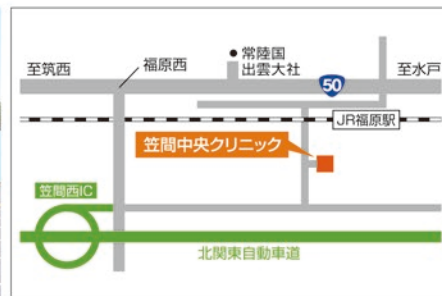 至筑西
福原西
常陸国
出雲大社
50
至水戸
JR福原駅
笠間中央クリニック
笠間西IC
北関東自動車道